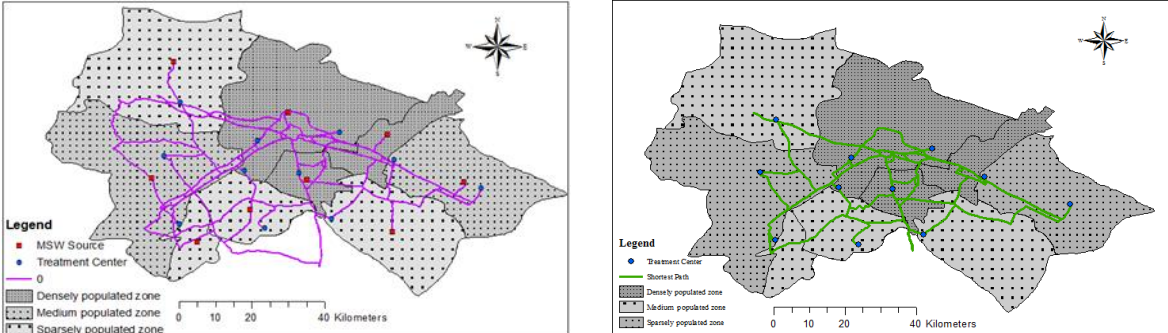 N
W
E
S
Legend
MSW Source
Treatment Center
0
Densely populated zone
Medium populated zone
Sparsely populated zone
0 10 20 40 Kilometers
N
W
E
S
Legend
Treatment Center
Shortest Path
Densely populated zone
Medium populated zone
Sparsely populated zone
0 10 20 40 Kilometers